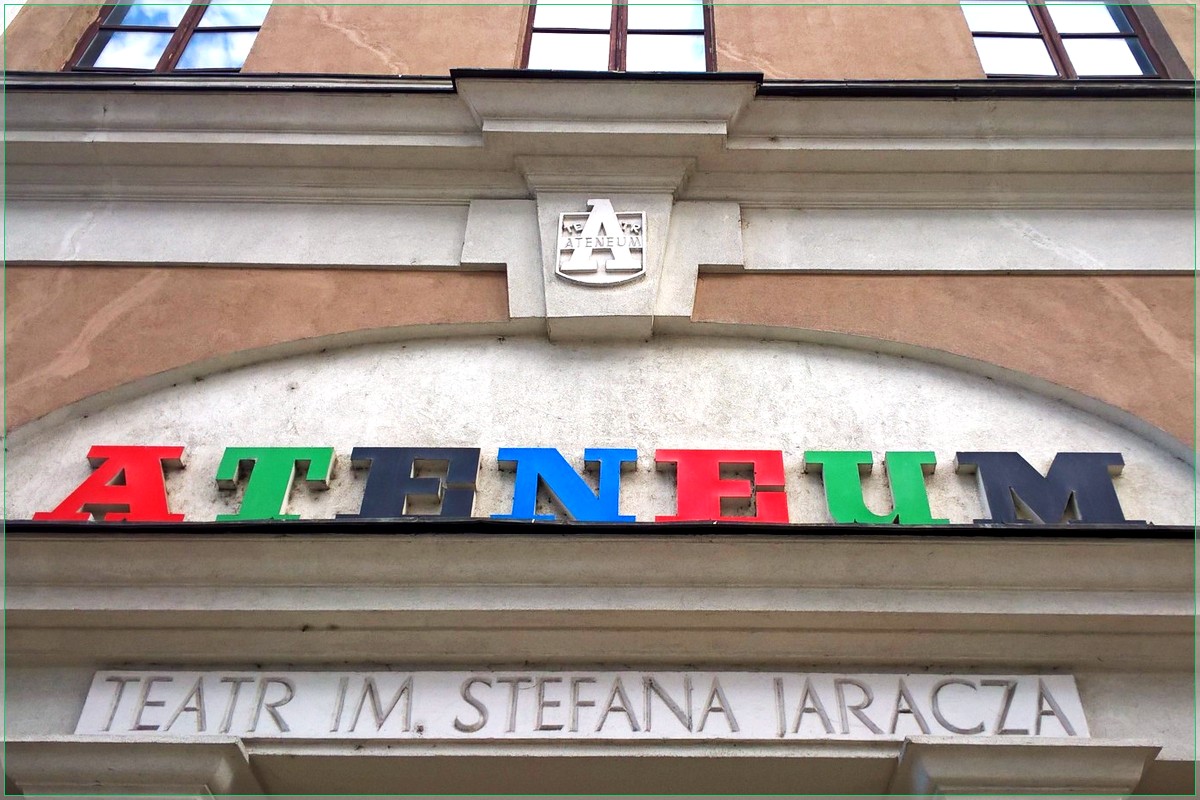 TEATR
ATENEUM
ATENEUM
TEATR IM. STEFANA JARACZA